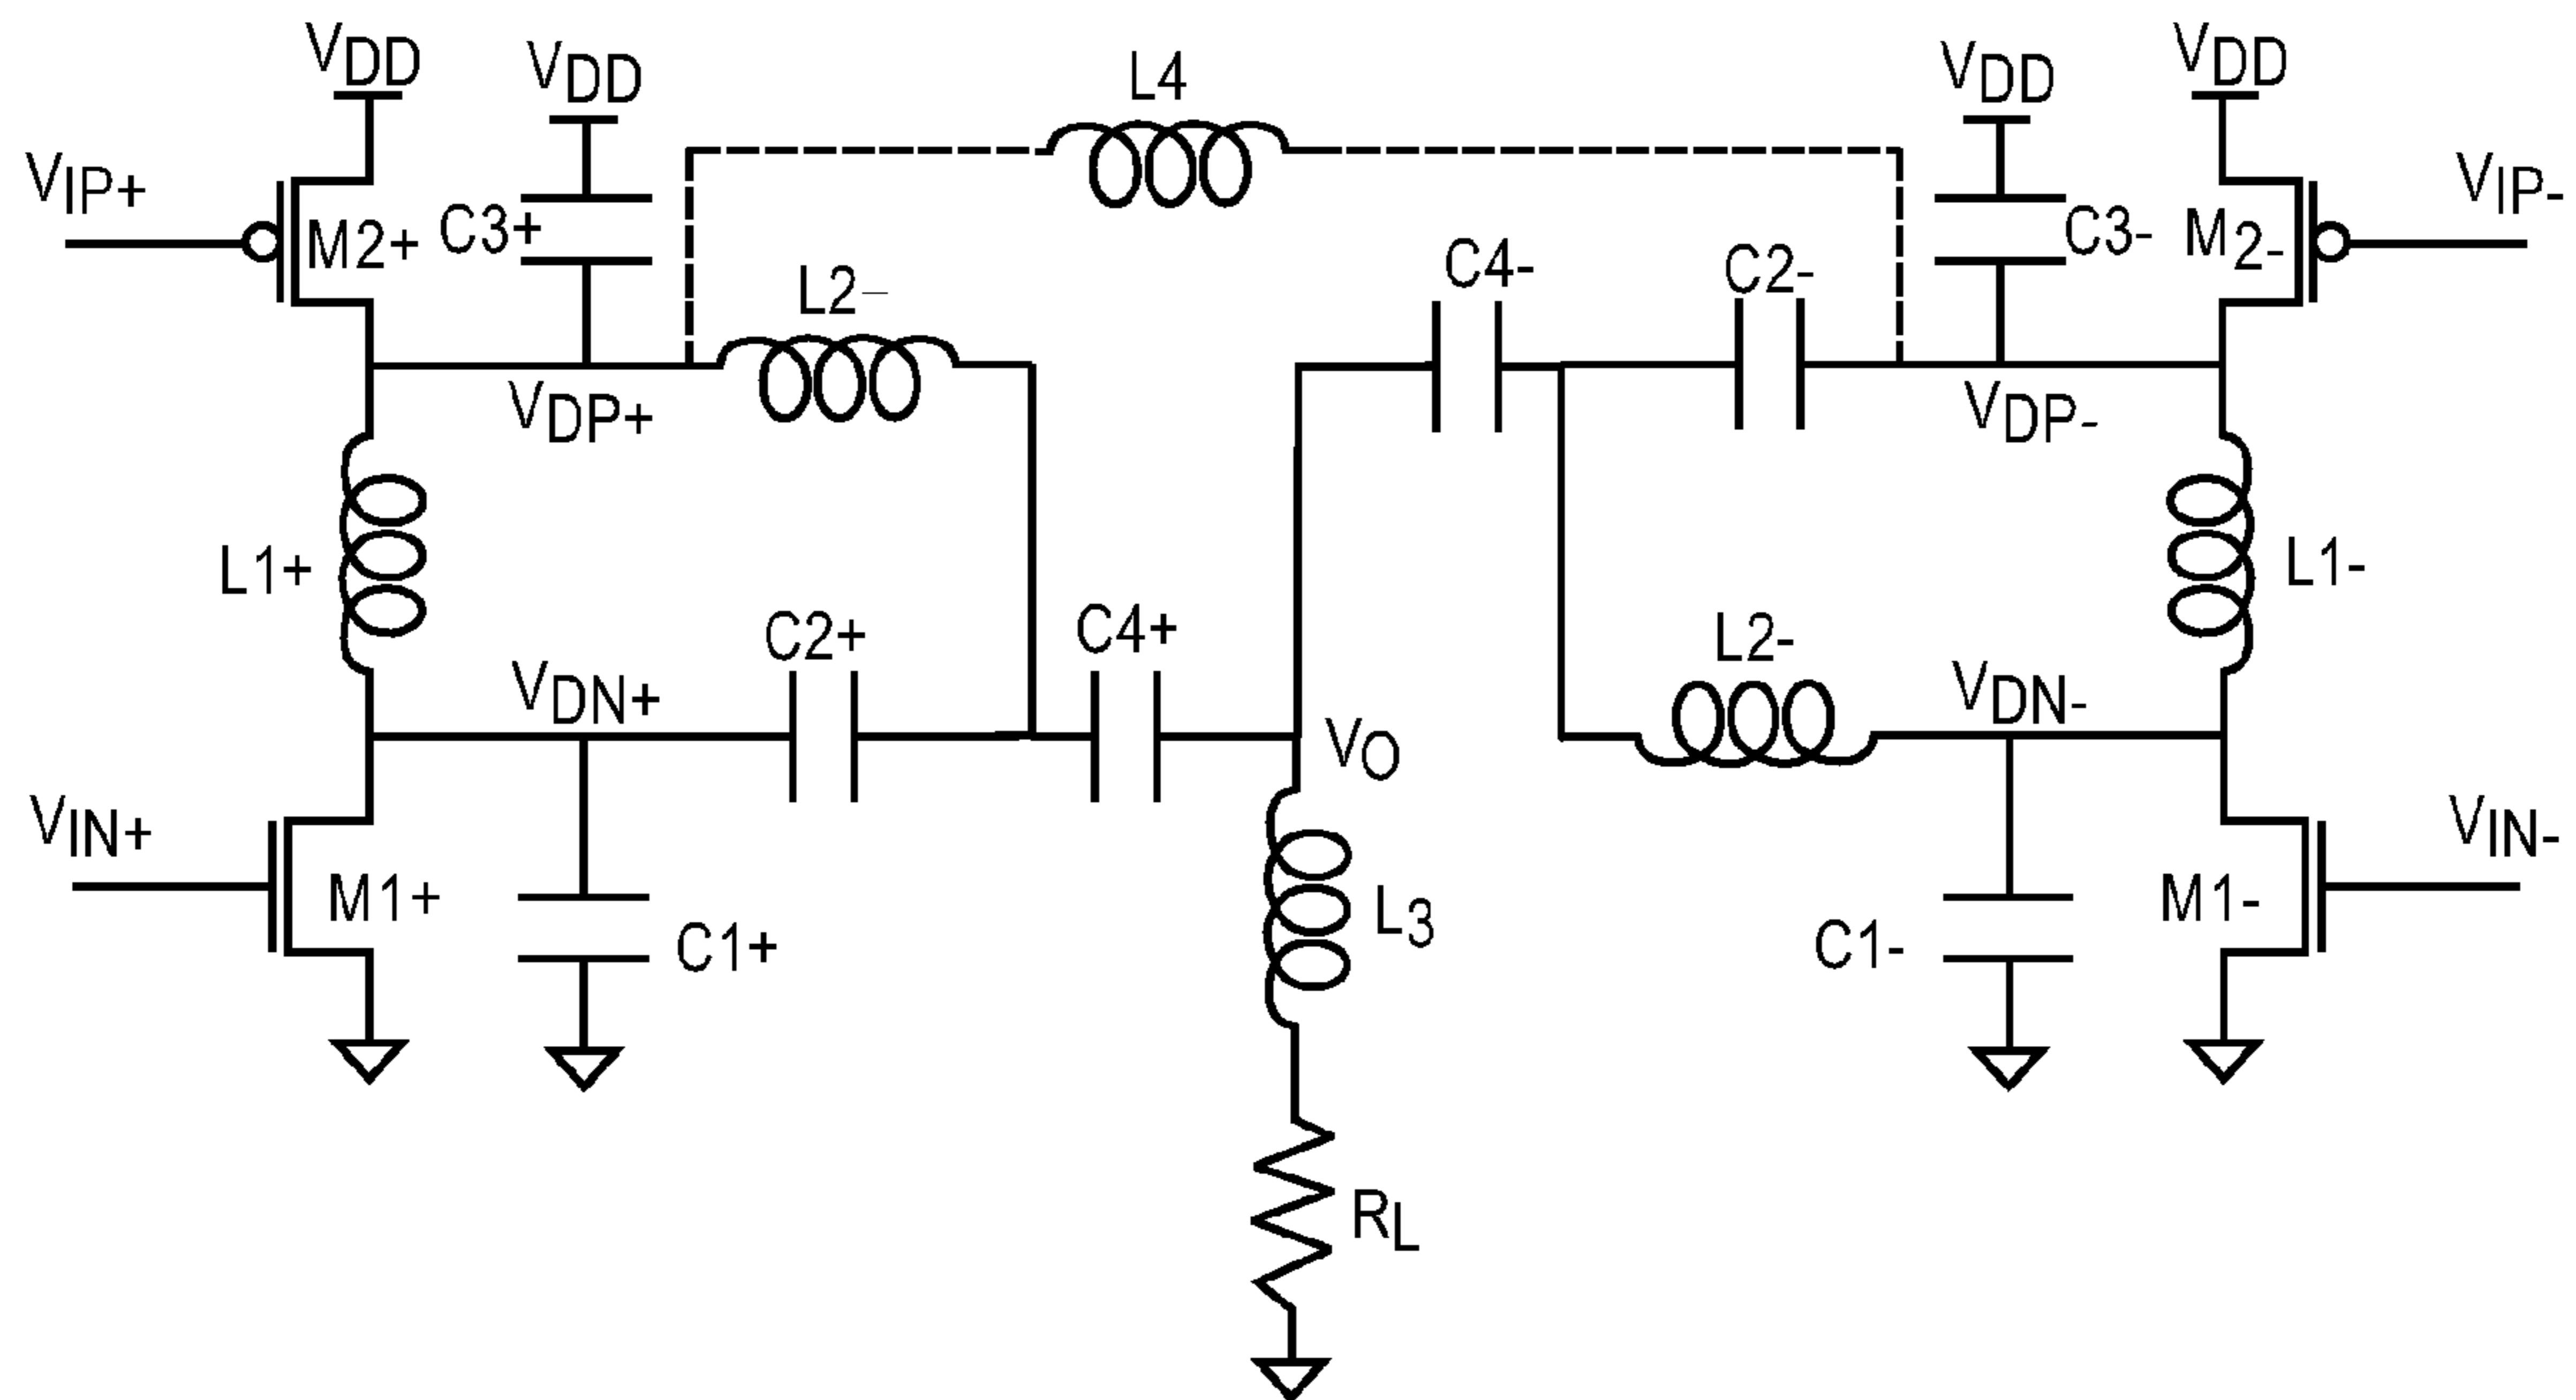 VDD
VDD
L4
VDD
VDD
VIP+
M2+
C3+
L2-
C4-
C2-
C3-
M2-
VIP-
VDP+
VDP-
L1+
L1-
C2+
C4+
L2-
VDN+
VDN-
VO
VIN+
M1+
C1+
L3
C1-
M1-
VIN-
RL